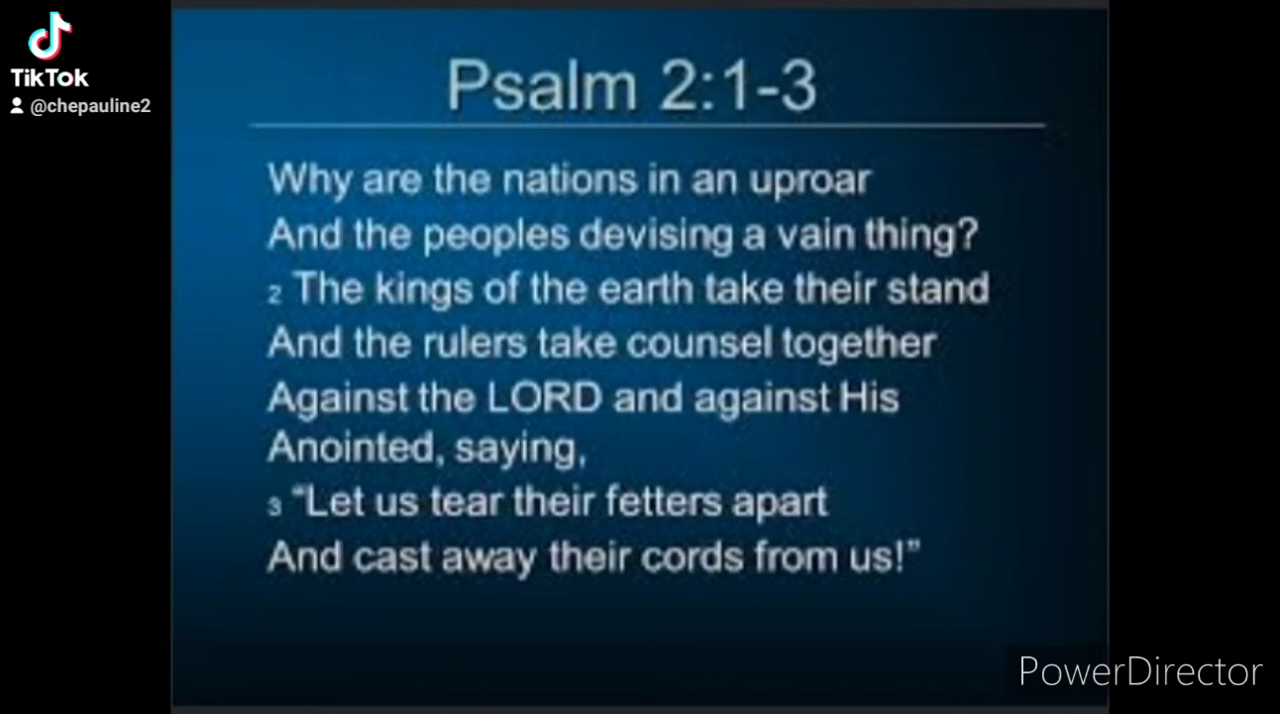 TikTok
@chepauline2
Psalm 2:1-3
Why are the nations in an uproar
And the peoples devising a vain thing?
2 The kings of the earth take their stand
And the rulers take counsel together
Against the LORD and against His
Anointed, saying,
3 “Let us tear their fetters apart
And cast away their cords from us!”
PowerDirector